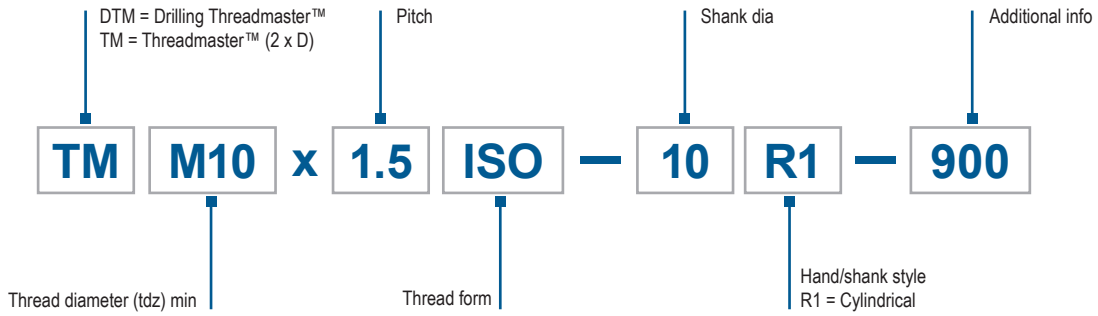 DTM = Drilling Threadmaster™
TM = Threadmaster™ (2 x D)
Pitch
Shank dia
Additional info
TM M10 x 1.5 ISO — 10 R1 — 900
Thread diameter (tdz) min
Thread form
Hand/shank style
R1 = Cylindrical